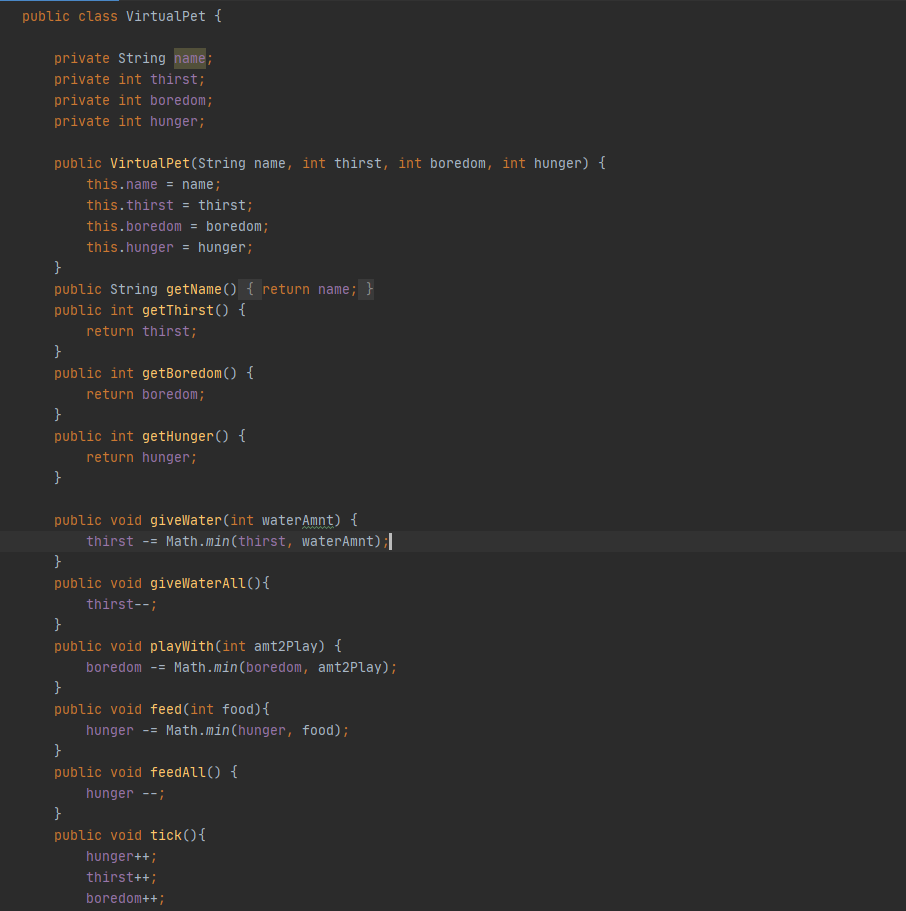 public class VirtualPet {
private String name;
private int thirst;
private int boredom;
private int hunger;
public VirtualPet(String name, int thirst, int boredom, int hunger) {
this.name = name;
this.thirst = thirst;
this.boredom = boredom;
this.hunger = hunger;
}
public String getName() { return name; }
public int getThirst() {
return thirst;
}
public int getBoredom() {
return boredom;
}
public int getHunger() {
return hunger;
}
public void giveWater(int waterAmnt) {
thirst -= Math.min(thirst, waterAmnt);
}
public void giveWaterAll(){
thirst--;
}
public void playWith(int amt2Play) {
boredom -= Math.min(boredom, amt2Play);
}
public void feed(int food){
hunger -= Math.min(hunger, food);
}
public void feedAll() {
hunger --;
}
public void tick(){
hunger++;
thirst++;
boredom++;